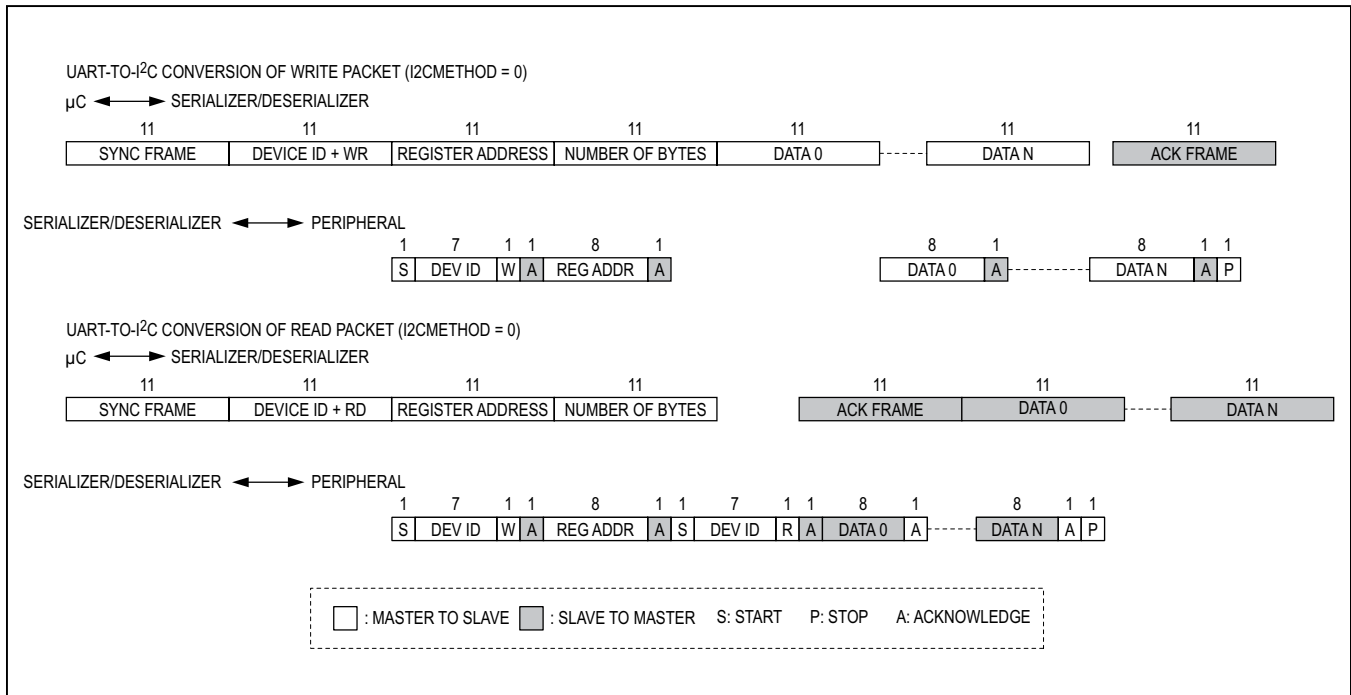 UART-TO-I2C CONVERSION OF WRITE PACKET (I2CMETHOD = 0)
µC SERIALIZER/DESERIALIZER
11 11 11 11 11 11 11
SYNC FRAME DEVICE ID + WR REGISTER ADDRESS NUMBER OF BYTES DATA 0 DATA N ACK FRAME
SERIALIZER/DESERIALIZER PERIPHERAL
1 7 1 1 8 1 8 1 8 1 1
S DEV ID W A REG ADDR A DATA 0 A DATA N A P
UART-TO-I2C CONVERSION OF READ PACKET (I2CMETHOD = 0)
µC SERIALIZER/DESERIALIZER
11 11 11 11 11 11 11
SYNC FRAME DEVICE ID + RD REGISTER ADDRESS NUMBER OF BYTES ACK FRAME DATA 0 DATA N
SERIALIZER/DESERIALIZER PERIPHERAL
1 7 1 1 8 1 1 7 1 1 8 1 8 1 1
S DEV ID W A REG ADDR A S DEV ID R A DATA 0 A DATA N A P
: MASTER TO SLAVE : SLAVE TO MASTER S: START P: STOP A: ACKNOWLEDGE